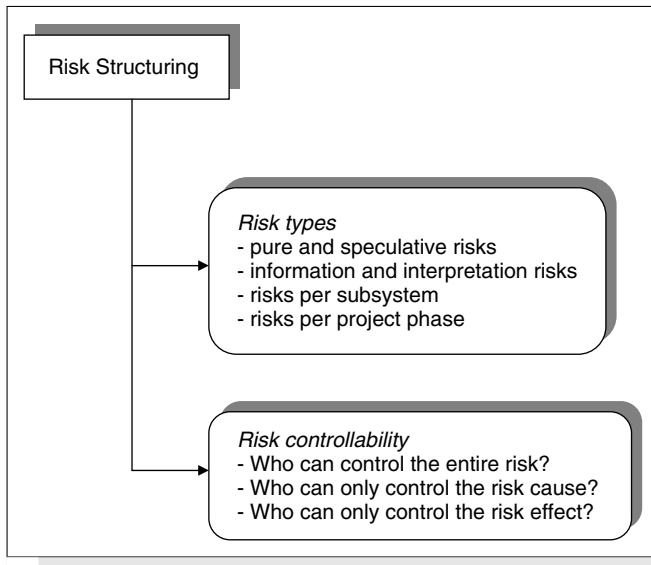 Risk Structuring
Risk types
- pure and speculative risks
- information and interpretation risks
- risks per subsystem
- risks per project phase
Risk controllability
- Who can control the entire risk?
- Who can only control the risk cause?
- Who can only control the risk effect?